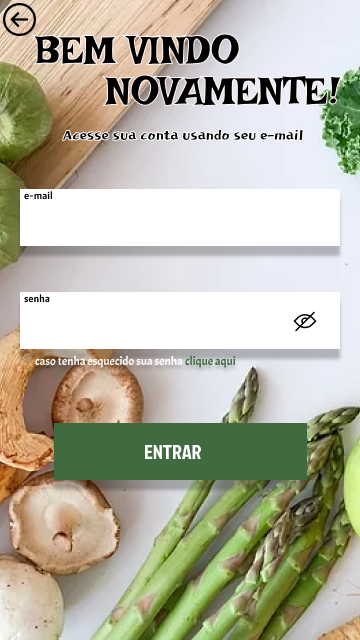 BEM VINDO
NOVAMENTE!
Acesse sua conta usando seu e-mail
e-mail
senha
caso tenha esquecido sua senha clique aqui
ENTRAR